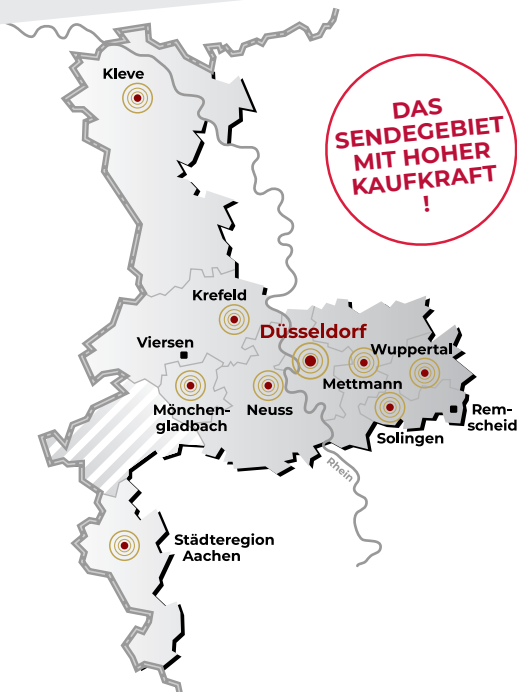 Kleve
DAS
SENDEGEBIET
MIT HOHER
KAUFKRAFT
!
Krefeld
Düsseldorf
Viersen
Wuppertal
Mettmann
Mönchen-
gladbach
Neuss
Rem-
scheid
Solingen
Rhein
Städteregion
Aachen